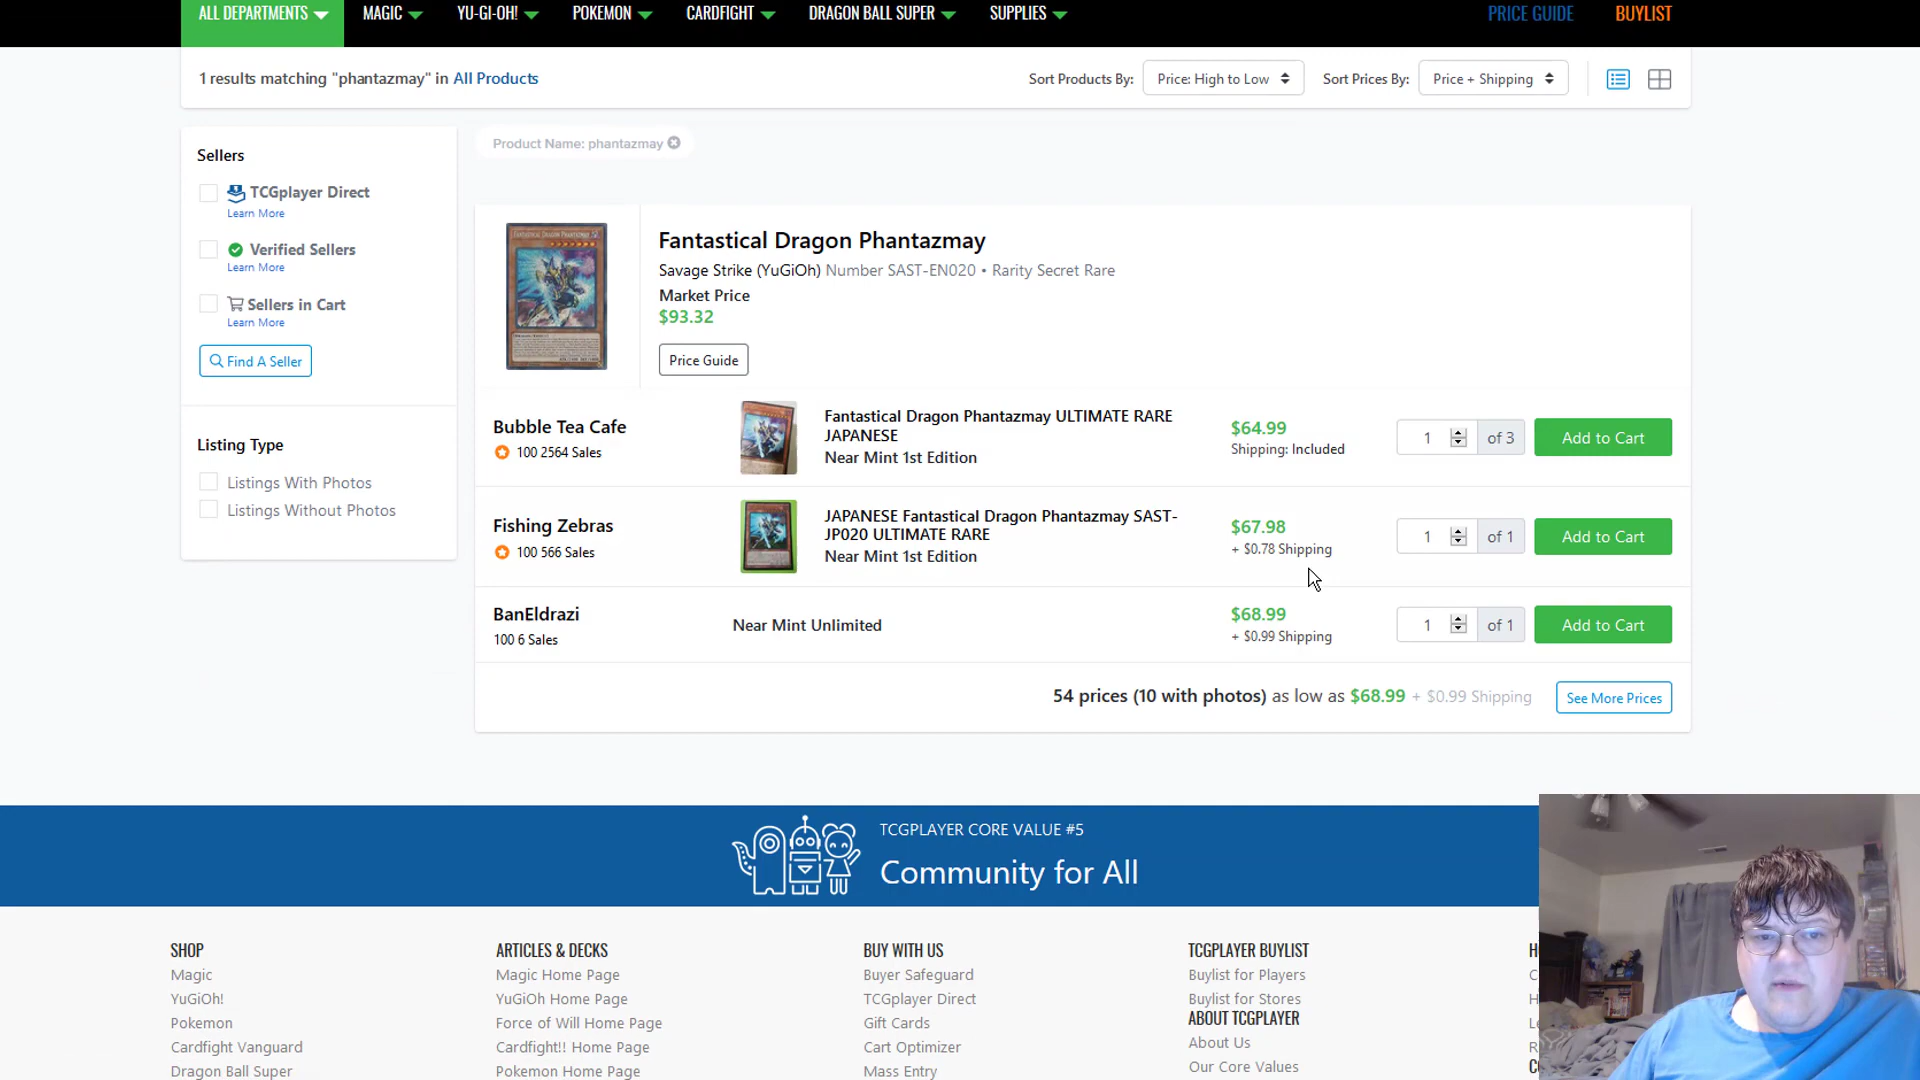 ALL DEPARTMENTS MAGIC YU-GI-OH! POKEMON CARDFIGHT DRAGON BALL SUPER SUPPLIES PRICE GUIDE BUYLIST
1 results matching "phantazmay" in All Products
Sort Products By: Price: High to Low Sort Prices By: Price + Shipping
Product Name: phantazmay
Sellers
TCGplayer Direct
Learn More
Verified Sellers
Learn More
Sellers in Cart
Learn More
Find A Seller
Listing Type
Listings With Photos
Listings Without Photos
FANTASTICAL DRAGON PHANTAZMAY
Fantastical Dragon Phantazmay
Savage Strike (YuGiOh) Number SAST-EN020 • Rarity Secret Rare
Market Price
$93.32
Price Guide
Bubble Tea Cafe
100 2564 Sales
Fantastical Dragon Phantazmay ULTIMATE RARE
JAPANESE
Near Mint 1st Edition
$64.99
Shipping: Included
1 of 3 Add to Cart
Fishing Zebras
100 566 Sales
JAPANESE Fantastical Dragon Phantazmay SAST-
JP020 ULTIMATE RARE
Near Mint 1st Edition
$67.98
+ $0.78 Shipping
1 of 1 Add to Cart
BanEldrazi
100 6 Sales
Near Mint Unlimited
$68.99
+ $0.99 Shipping
1 of 1 Add to Cart
54 prices (10 with photos) as low as $68.99 + $0.99 Shipping See More Prices
TCGPLAYER CORE VALUE #5
Community for All
SHOP
Magic
YuGiOh!
Pokemon
Cardfight Vanguard
Dragon Ball Super
ARTICLES & DECKS
Magic Home Page
YuGiOh Home Page
Force of Will Home Page
Cardfight!! Home Page
Pokemon Home Page
BUY WITH US
Buyer Safeguard
TCGplayer Direct
Gift Cards
Cart Optimizer
Mass Entry
TCGPLAYER BUYLIST
Buylist for Players
Buylist for Stores
ABOUT TCGPLAYER
About Us
Our Core Values